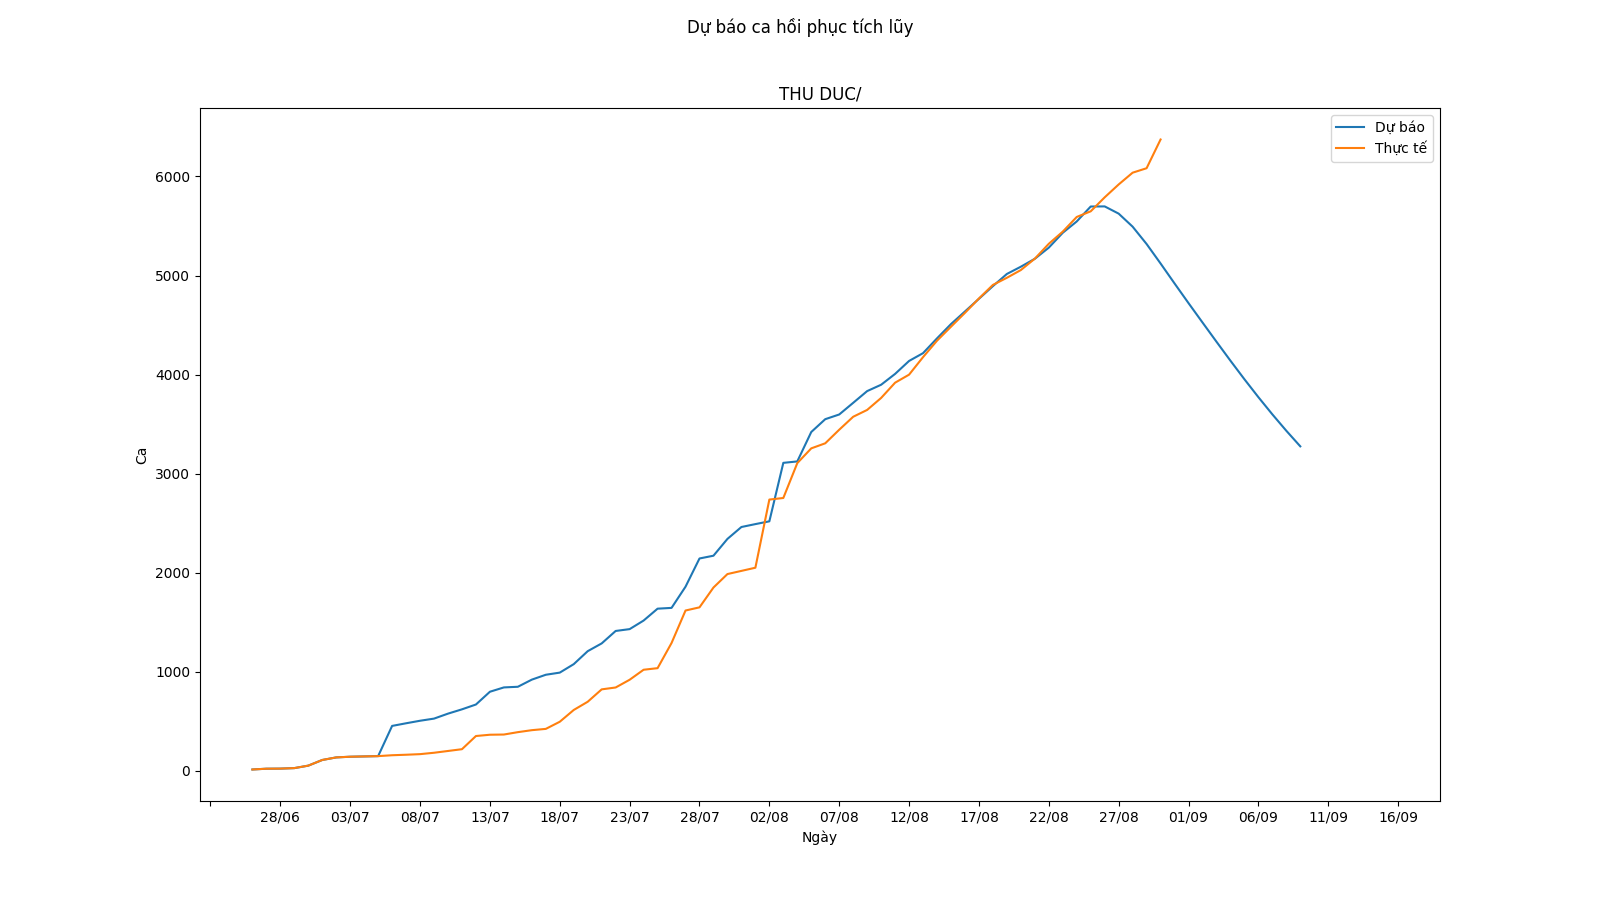 Dự báo ca hồi phục tích lũy
THU DUC/
Dự báo
Thực tế
6000
5000
4000
3000
2000
1000
0
Ca
28/06 03/07 08/07 13/07 18/07 23/07 28/07 02/08 07/08 12/08 17/08 22/08 27/08 01/09 06/09 11/09 16/09
Ngày